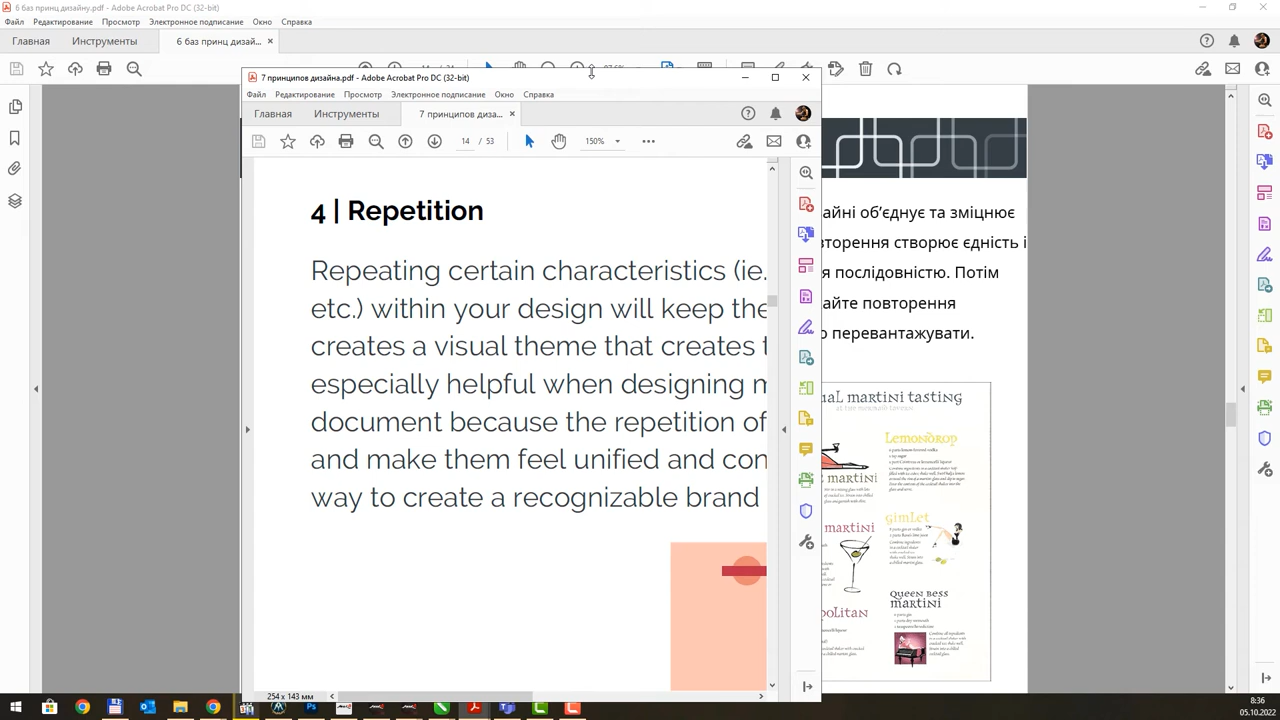 6 баз принц дизайну.pdf - Adobe Acrobat Pro DC (32-bit)
Файл Редактирование Просмотр Электронное подписание Окно Справка
Главная Инструменты 6 баз принц дизай...
7 принципов дизайна.pdf - Adobe Acrobat Pro DC (32-bit)
Файл Редактирование Просмотр Электронное подписание Окно Справка
Главная Инструменты 7 принципов диза...
14 / 53 150%
4 | Repetition
Repeating certain characteristics (ie.
etc.) within your design will keep the
creates a visual theme that creates t
especially helpful when designing m
document because the repetition of
and make them feel unified and con
way to create a recognizable brand
254 x 143 мм
айні об’єднує та зміцнює
вторення створює єдність і
я послідовністю. Потім
айте повторення
о перевантажувати.
ual martini tasting
Lemondrop
martini
gimlet
martini
Queen Bess
martini
politan
8:36
05.10.2022